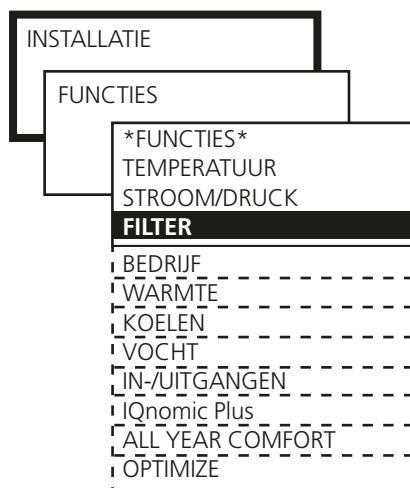 INSTALLATIE
FUNCTIES
*FUNCTIES*
TEMPERATUUR
STROOM/DRUCK
FILTER
BEDRIJF
WARMTE
KOELEN
VOCHT
IN-/UITGANGEN
IQnomic Plus
ALL YEAR COMFORT
OPTIMIZE